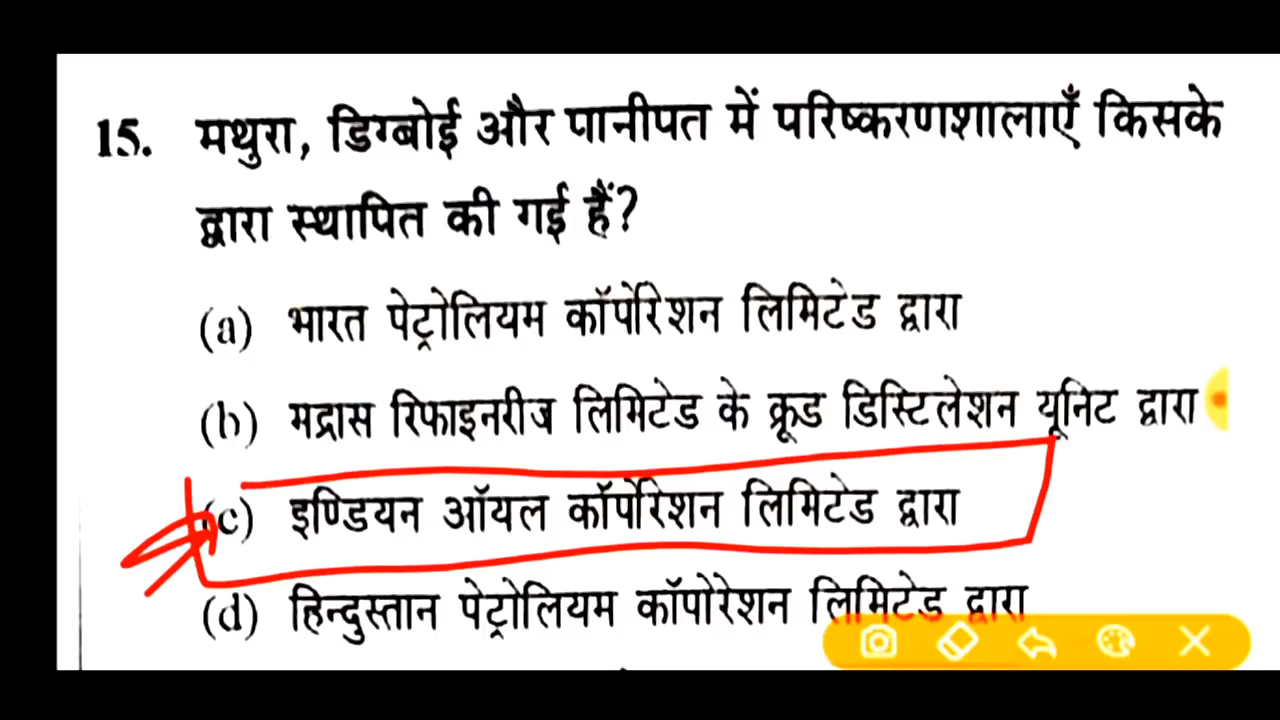 15. मथुरा, डिग्बोई और पानीपत में परिष्करणशालाएँ किसके
द्वारा स्थापित की गई हैं?
(a) भारत पेट्रोलियम कॉर्पोरेशन लिमिटेड द्वारा
(b) मद्रास रिफाइनरीज लिमिटेड के क्रूड डिस्टिलेशन यूनिट द्वारा
(c) इण्डियन ऑयल कॉर्पोरेशन लिमिटेड द्वारा
(d) हिन्दुस्तान पेट्रोलियम कॉपोरेशन लिमिटेड द्वारा